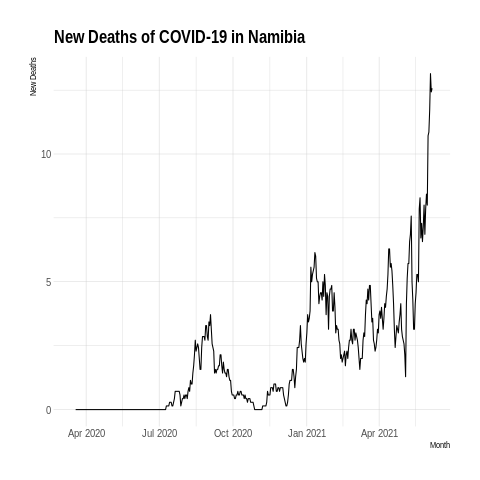 New Deaths of COVID-19 in Namibia
New Deaths
10
5
0
Apr 2020 Jul 2020 Oct 2020 Jan 2021 Apr 2021
Month